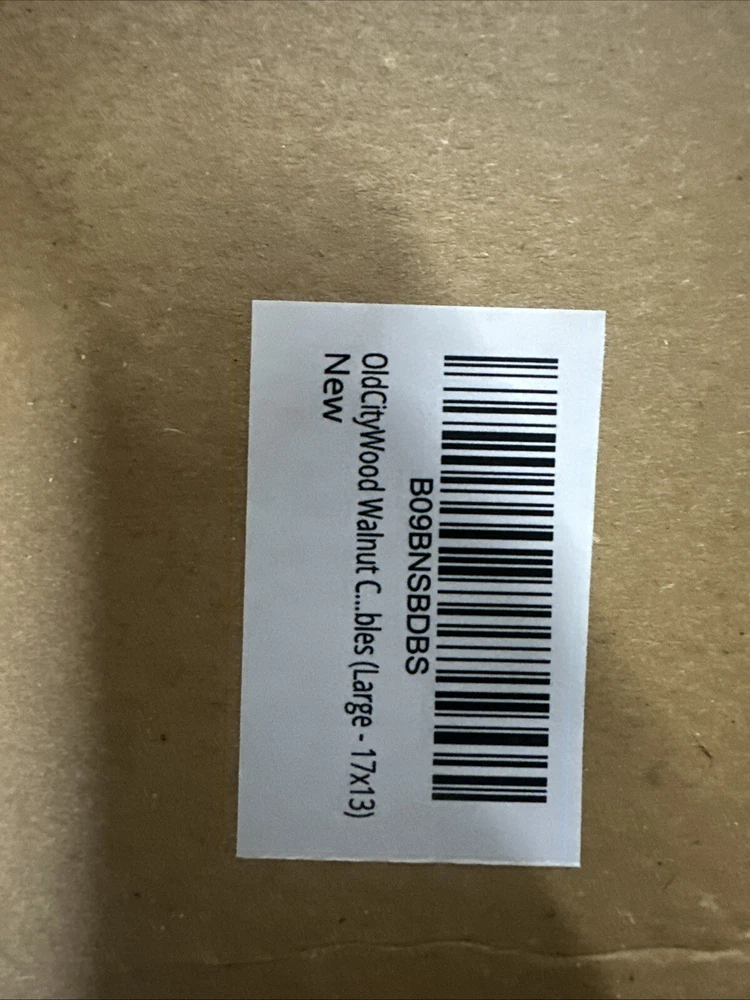 B09BNSBDBS
OldCityWood Walnut C...bles (Large - 17x13)
New